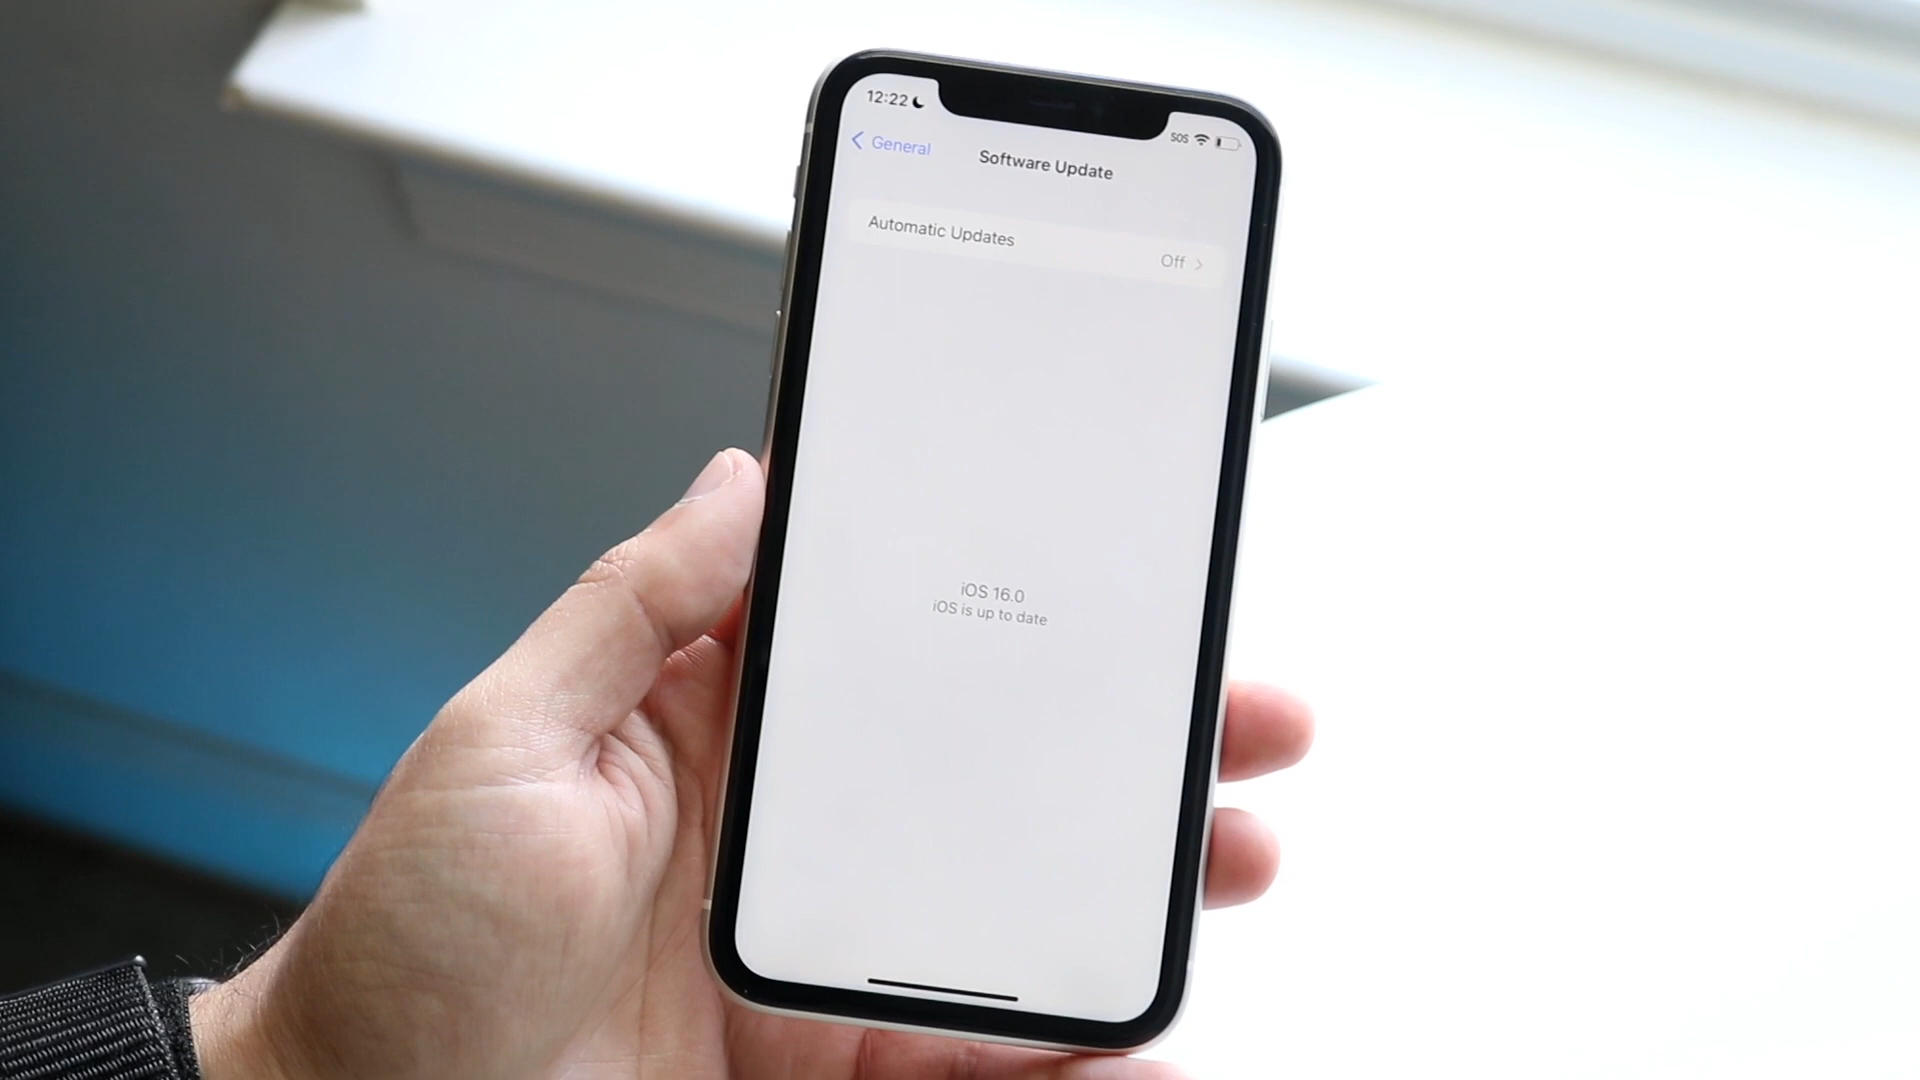 12:22
SOS
General
Software Update
Automatic Updates
Off
iOS 16.0
iOS is up to date